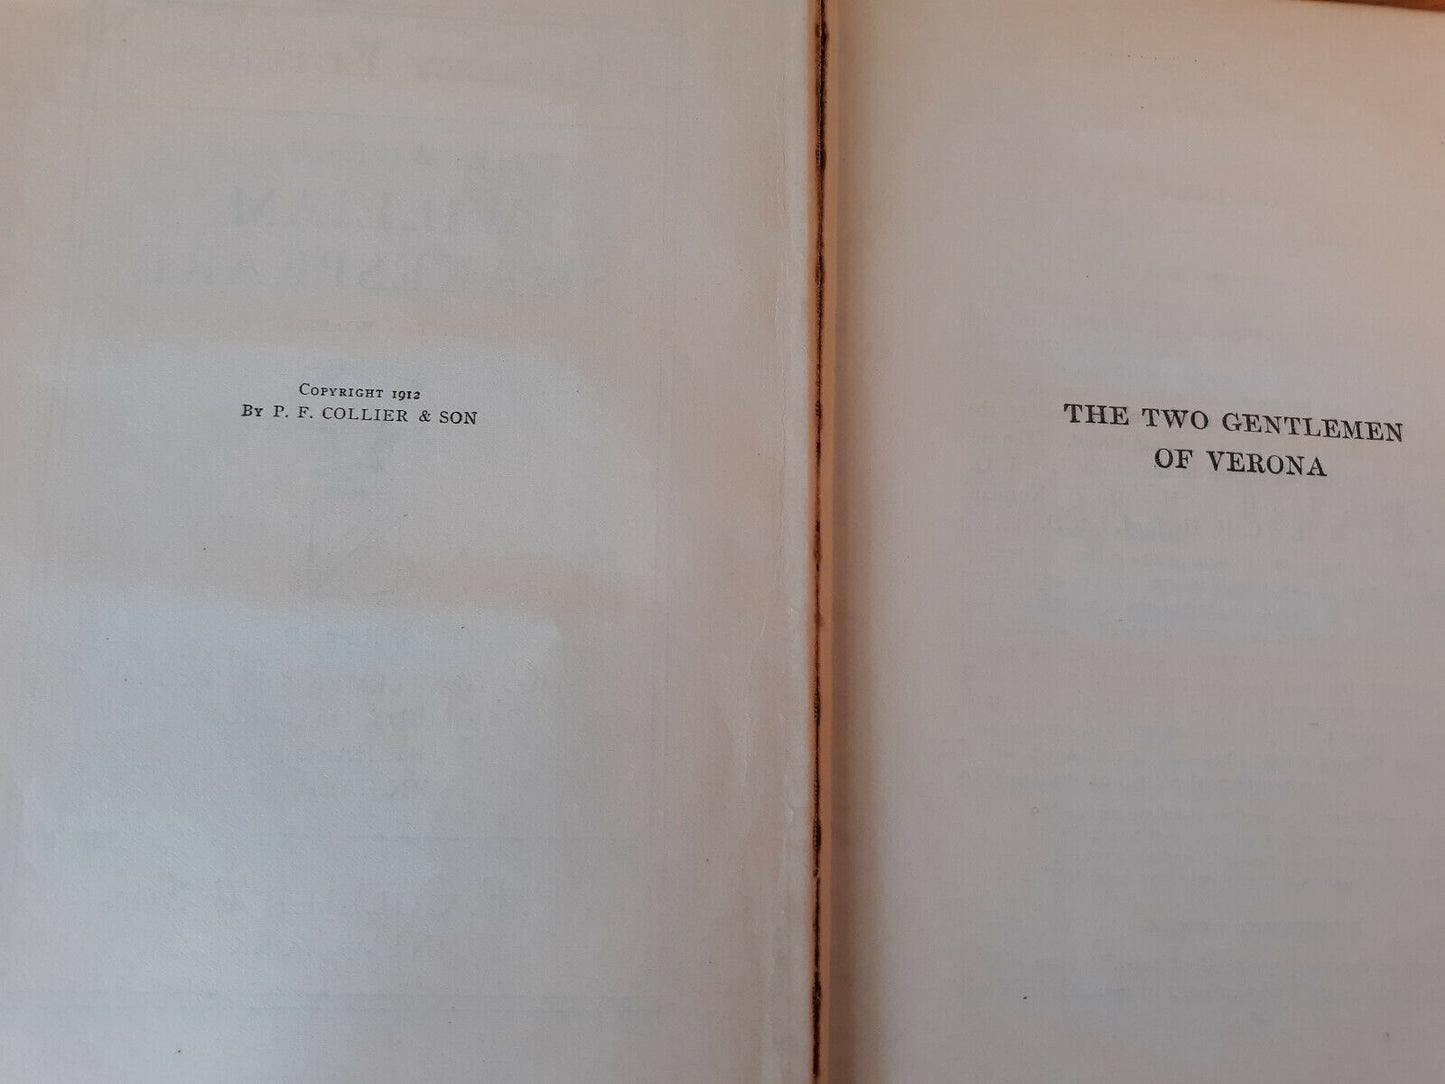 COPYRIGHT 1912
BY P. F. COLLIER & SON
THE TWO GENTLEMEN
OF VERONA